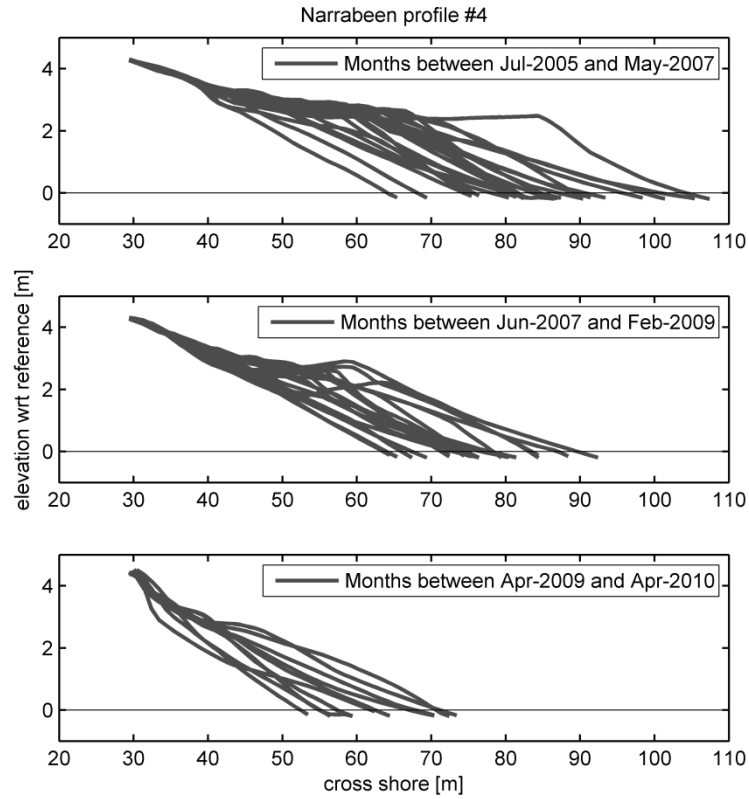 Narrabeen profile #4
4
2
0
Months between Jul-2005 and May-2007
20 30 40 50 60 70 80 90 100 110
elevation wrt reference [m]
4
2
0
Months between Jun-2007 and Feb-2009
20 30 40 50 60 70 80 90 100 110
4
2
0
Months between Apr-2009 and Apr-2010
20 30 40 50 60 70 80 90 100 110
cross shore [m]